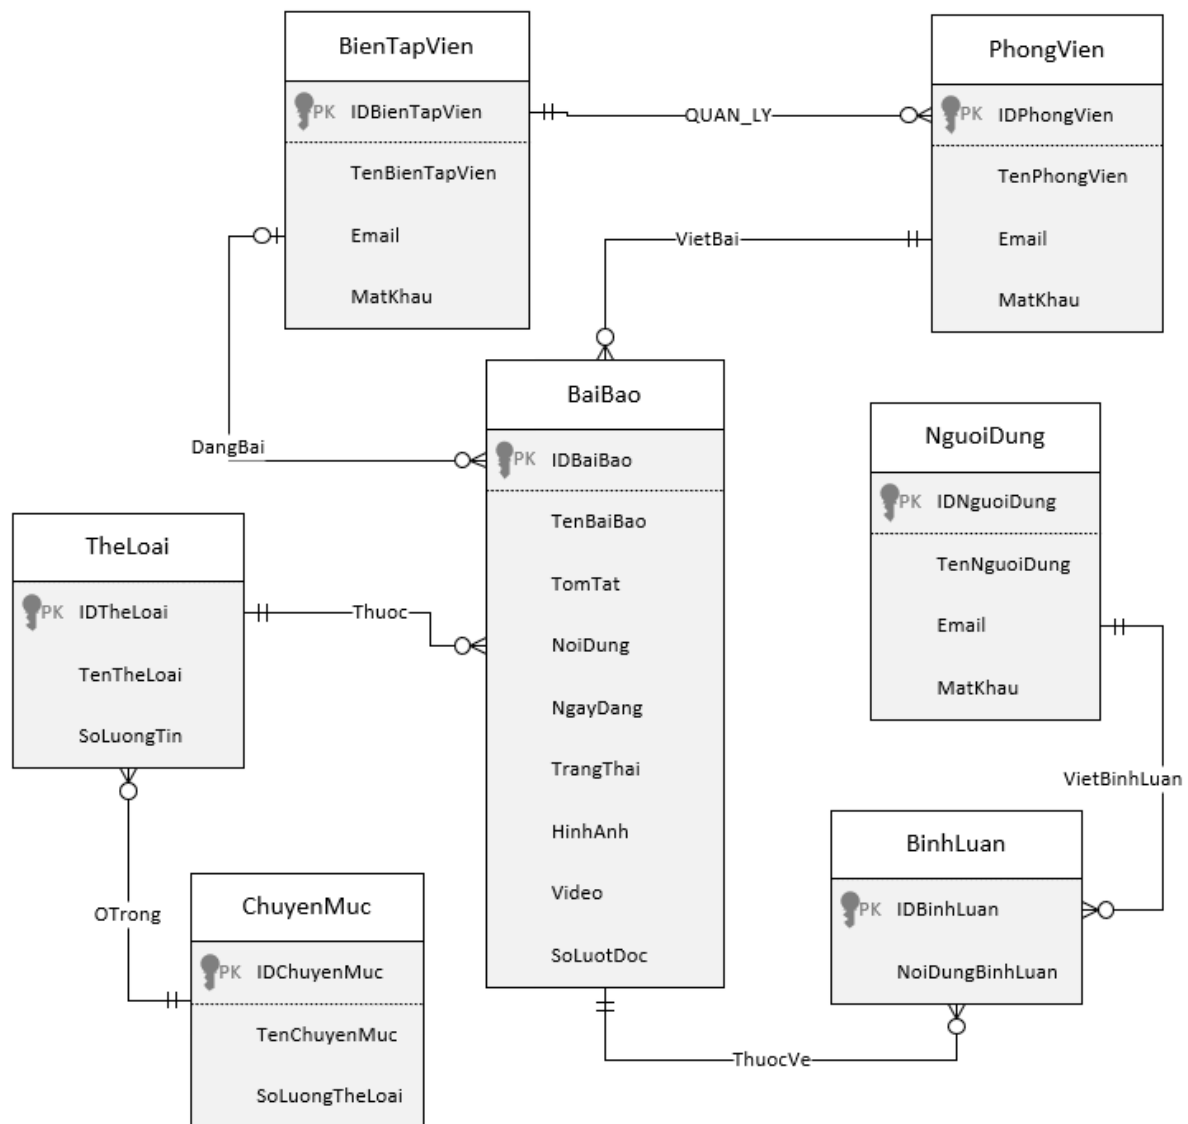 BienTapVien
PK IDBienTapVien
TenBienTapVien
Email
MatKhau
QUAN_LY
PhongVien
PK IDPhongVien
TenPhongVien
Email
MatKhau
VietBai
DangBai
BaiBao
PK IDBaiBao
TenBaiBao
TomTat
NoiDung
NgayDang
TrangThai
HinhAnh
Video
SoLuotDoc
NguoiDung
PK IDNguoiDung
TenNguoiDung
Email
MatKhau
TheLoai
PK IDTheLoai
TenTheLoai
SoLuongTin
Thuoc
VietBinhLuan
BinhLuan
PK IDBinhLuan
NoiDungBinhLuan
OTrong
ChuyenMuc
PK IDChuyenMuc
TenChuyenMuc
SoLuongTheLoai
ThuocVe